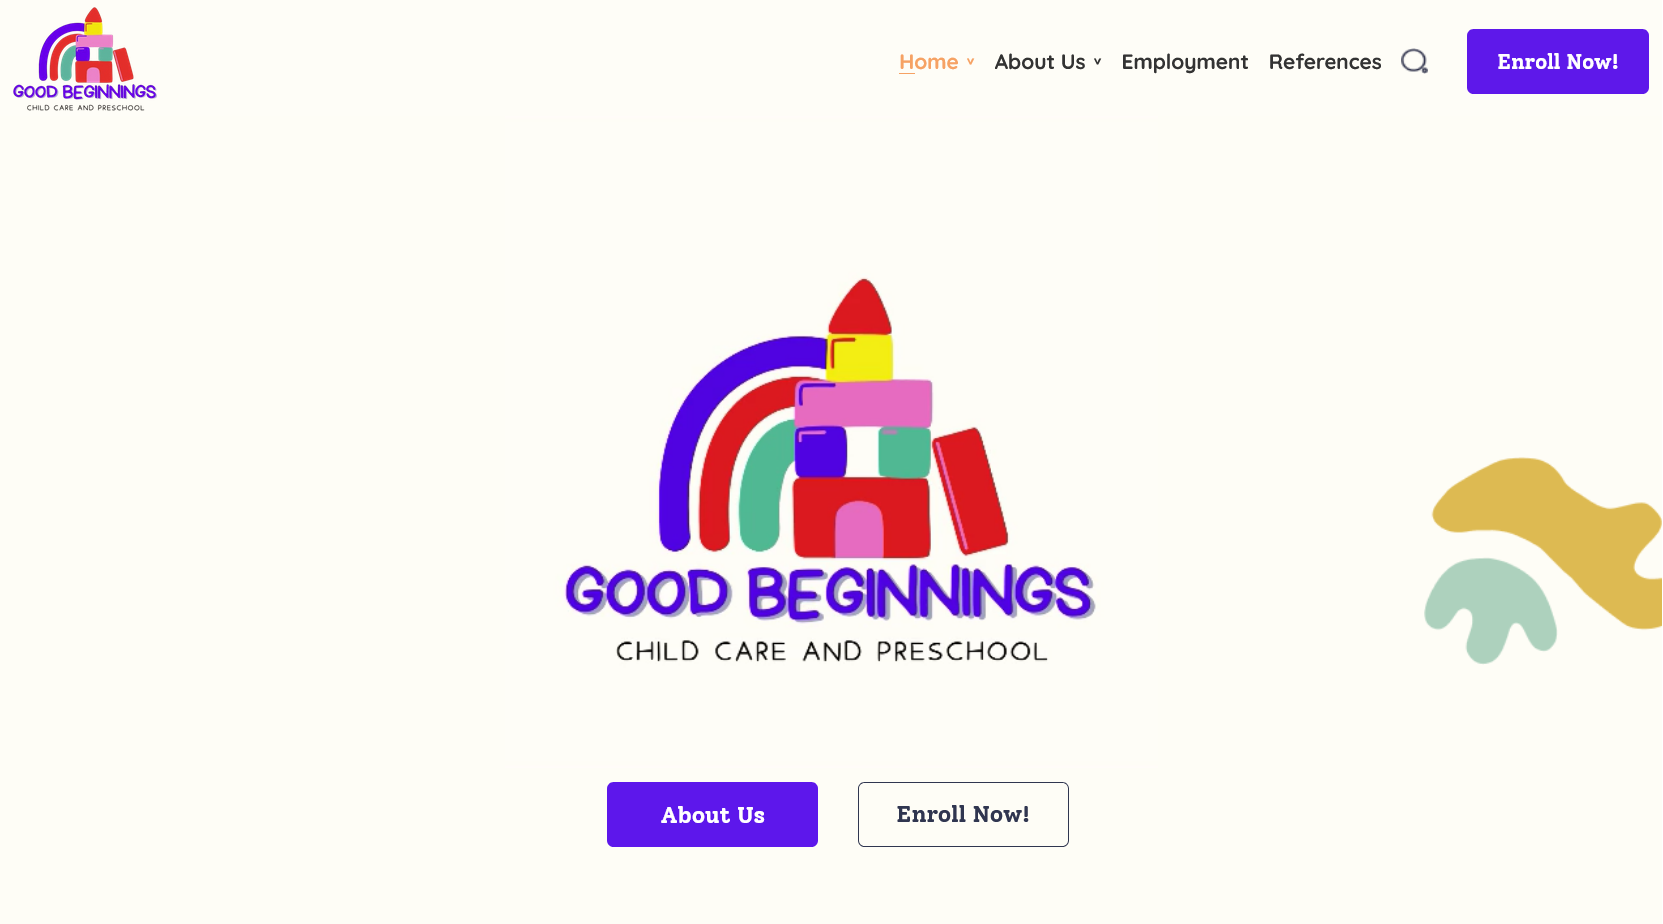 GOOD BEGINNINGS
CHILD CARE AND PRESCHOOL
Home
About Us
Employment
References
Enroll Now!
GOOD BEGINNINGS
CHILD CARE AND PRESCHOOL
About Us
Enroll Now!